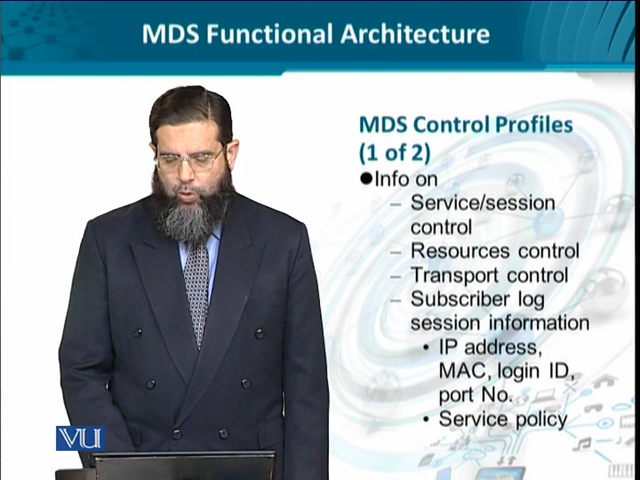 MDS Functional Architecture
MDS Control Profiles
(1 of 2)
●Info on
– Service/session
control
– Resources control
– Transport control
– Subscriber log
session information
• IP address,
MAC, login ID,
port No.
• Service policy
VU